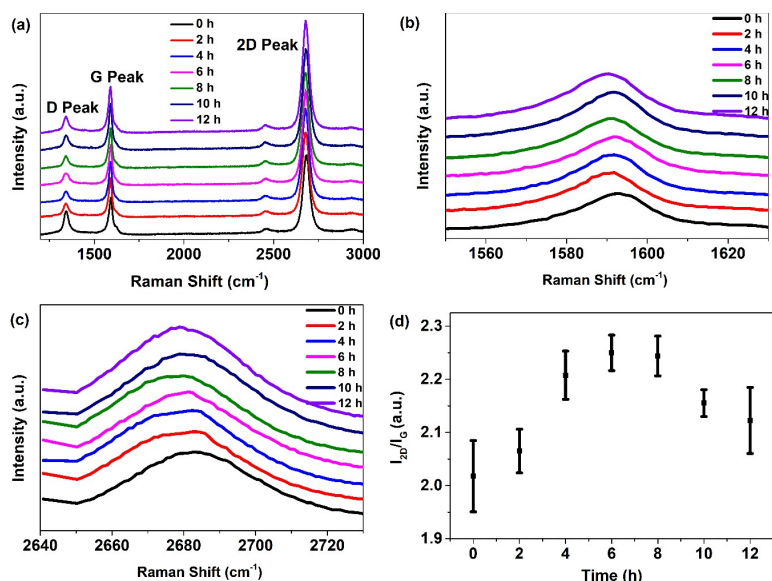 (a)
0 h
2 h
4 h
6 h
8 h
10 h
12 h
2D Peak
G Peak
D Peak
Intensity (a.u.)
1500 2000 2500 3000
Raman Shift (cm⁻¹)
(b)
0 h
2 h
4 h
6 h
8 h
10 h
12 h
Intensity (a.u.)
1560 1580 1600 1620
Raman Shift (cm⁻¹)
(c)
0 h
2 h
4 h
6 h
8 h
10 h
12 h
Intensity (a.u.)
2640 2660 2680 2700 2720
Raman Shift (cm⁻¹)
(d)
2.3
2.2
2.1
2.0
1.9
I2D/IG (a.u.)
0 2 4 6 8 10 12
Time (h)